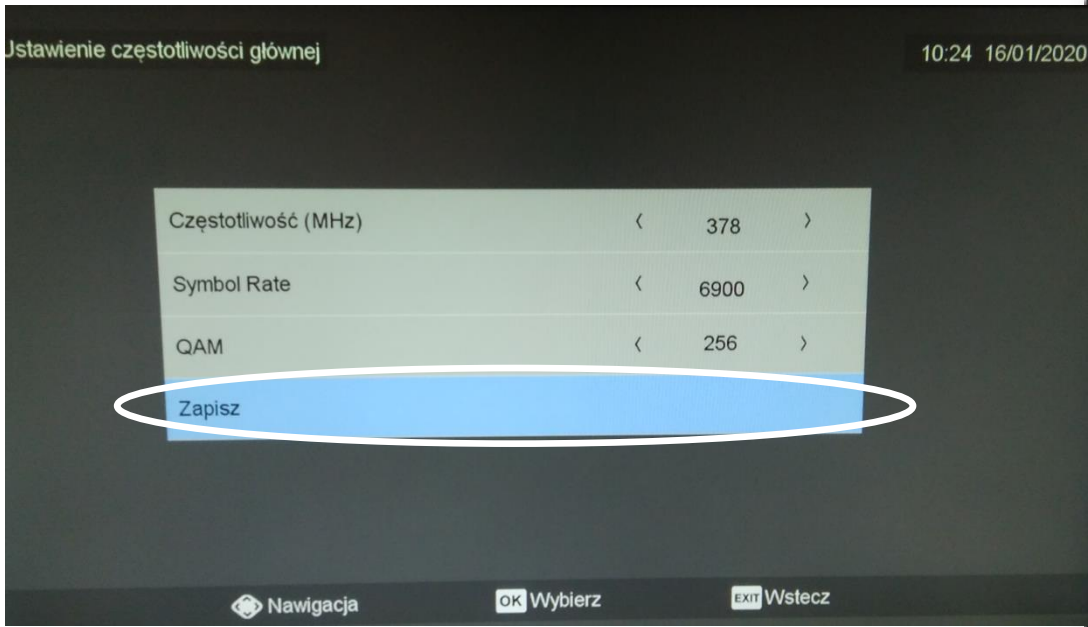 Ustawienie częstotliwości głównej
10:24 16/01/2020
Częstotliwość (MHz) < 378 >
Symbol Rate < 6900 >
QAM < 256 >
Zapisz
Nawigacja OK Wybierz EXIT Wstecz